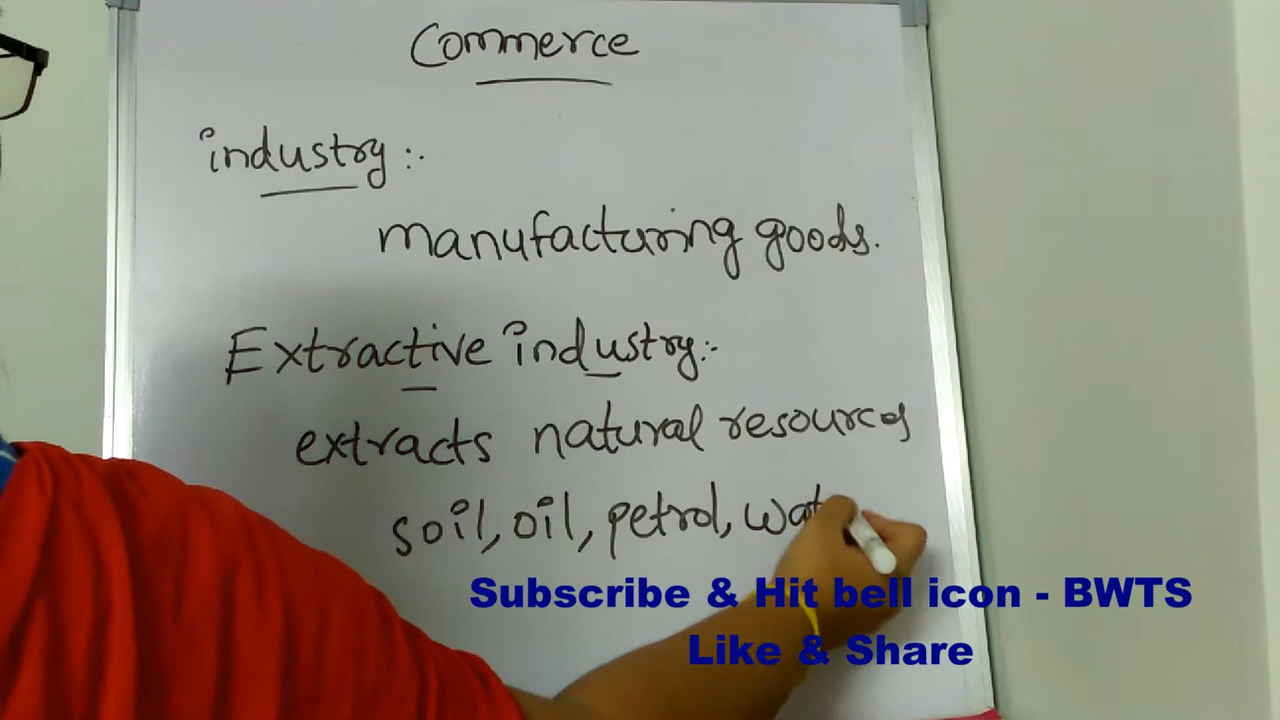 Commerce
industry:-
manufacturing goods.
Extractive industry:-
extracts natural resources
soil, oil, petrol, wat
Subscribe & Hit bell icon - BWTS
Like & Share